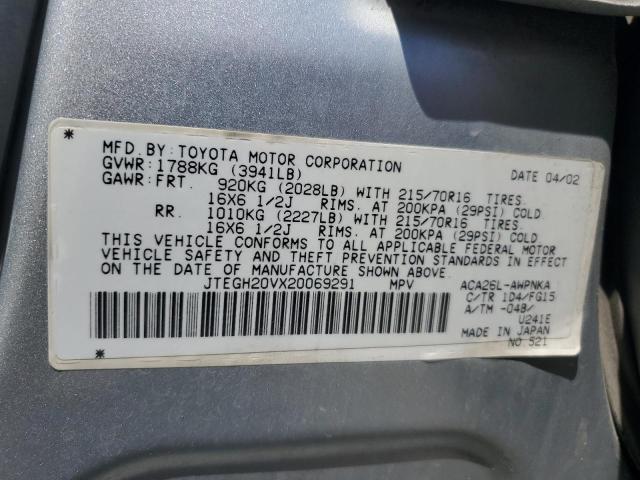 *
MFD.BY:TOYOTA MOTOR CORPORATION DATE 04/02
GVWR:1788KG (3941LB)
GAWR:FRT. 920KG (2028LB) WITH 215/70R16 TIRES
16X6 1/2J RIMS. AT 200KPA (29PSI) COLD
RR. 1010KG (2227LB) WITH 215/70R16 TIRES.
16X6 1/2J RIMS. AT 200KPA (29PSI) COLD
THIS VEHICLE CONFORMS TO ALL APPLICABLE FEDERAL MOTOR
VEHICLE SAFETY AND THEFT PREVENTION STANDARDS IN EFFECT
ON THE DATE OF MANUFACTURE SHOWN ABOVE.
JTEGH20VX20069291 MPV ACA26L-AWPNKA
C/TR 1D4/FG15
A/TM -04B/
U241E
MADE IN JAPAN
NO 521
*